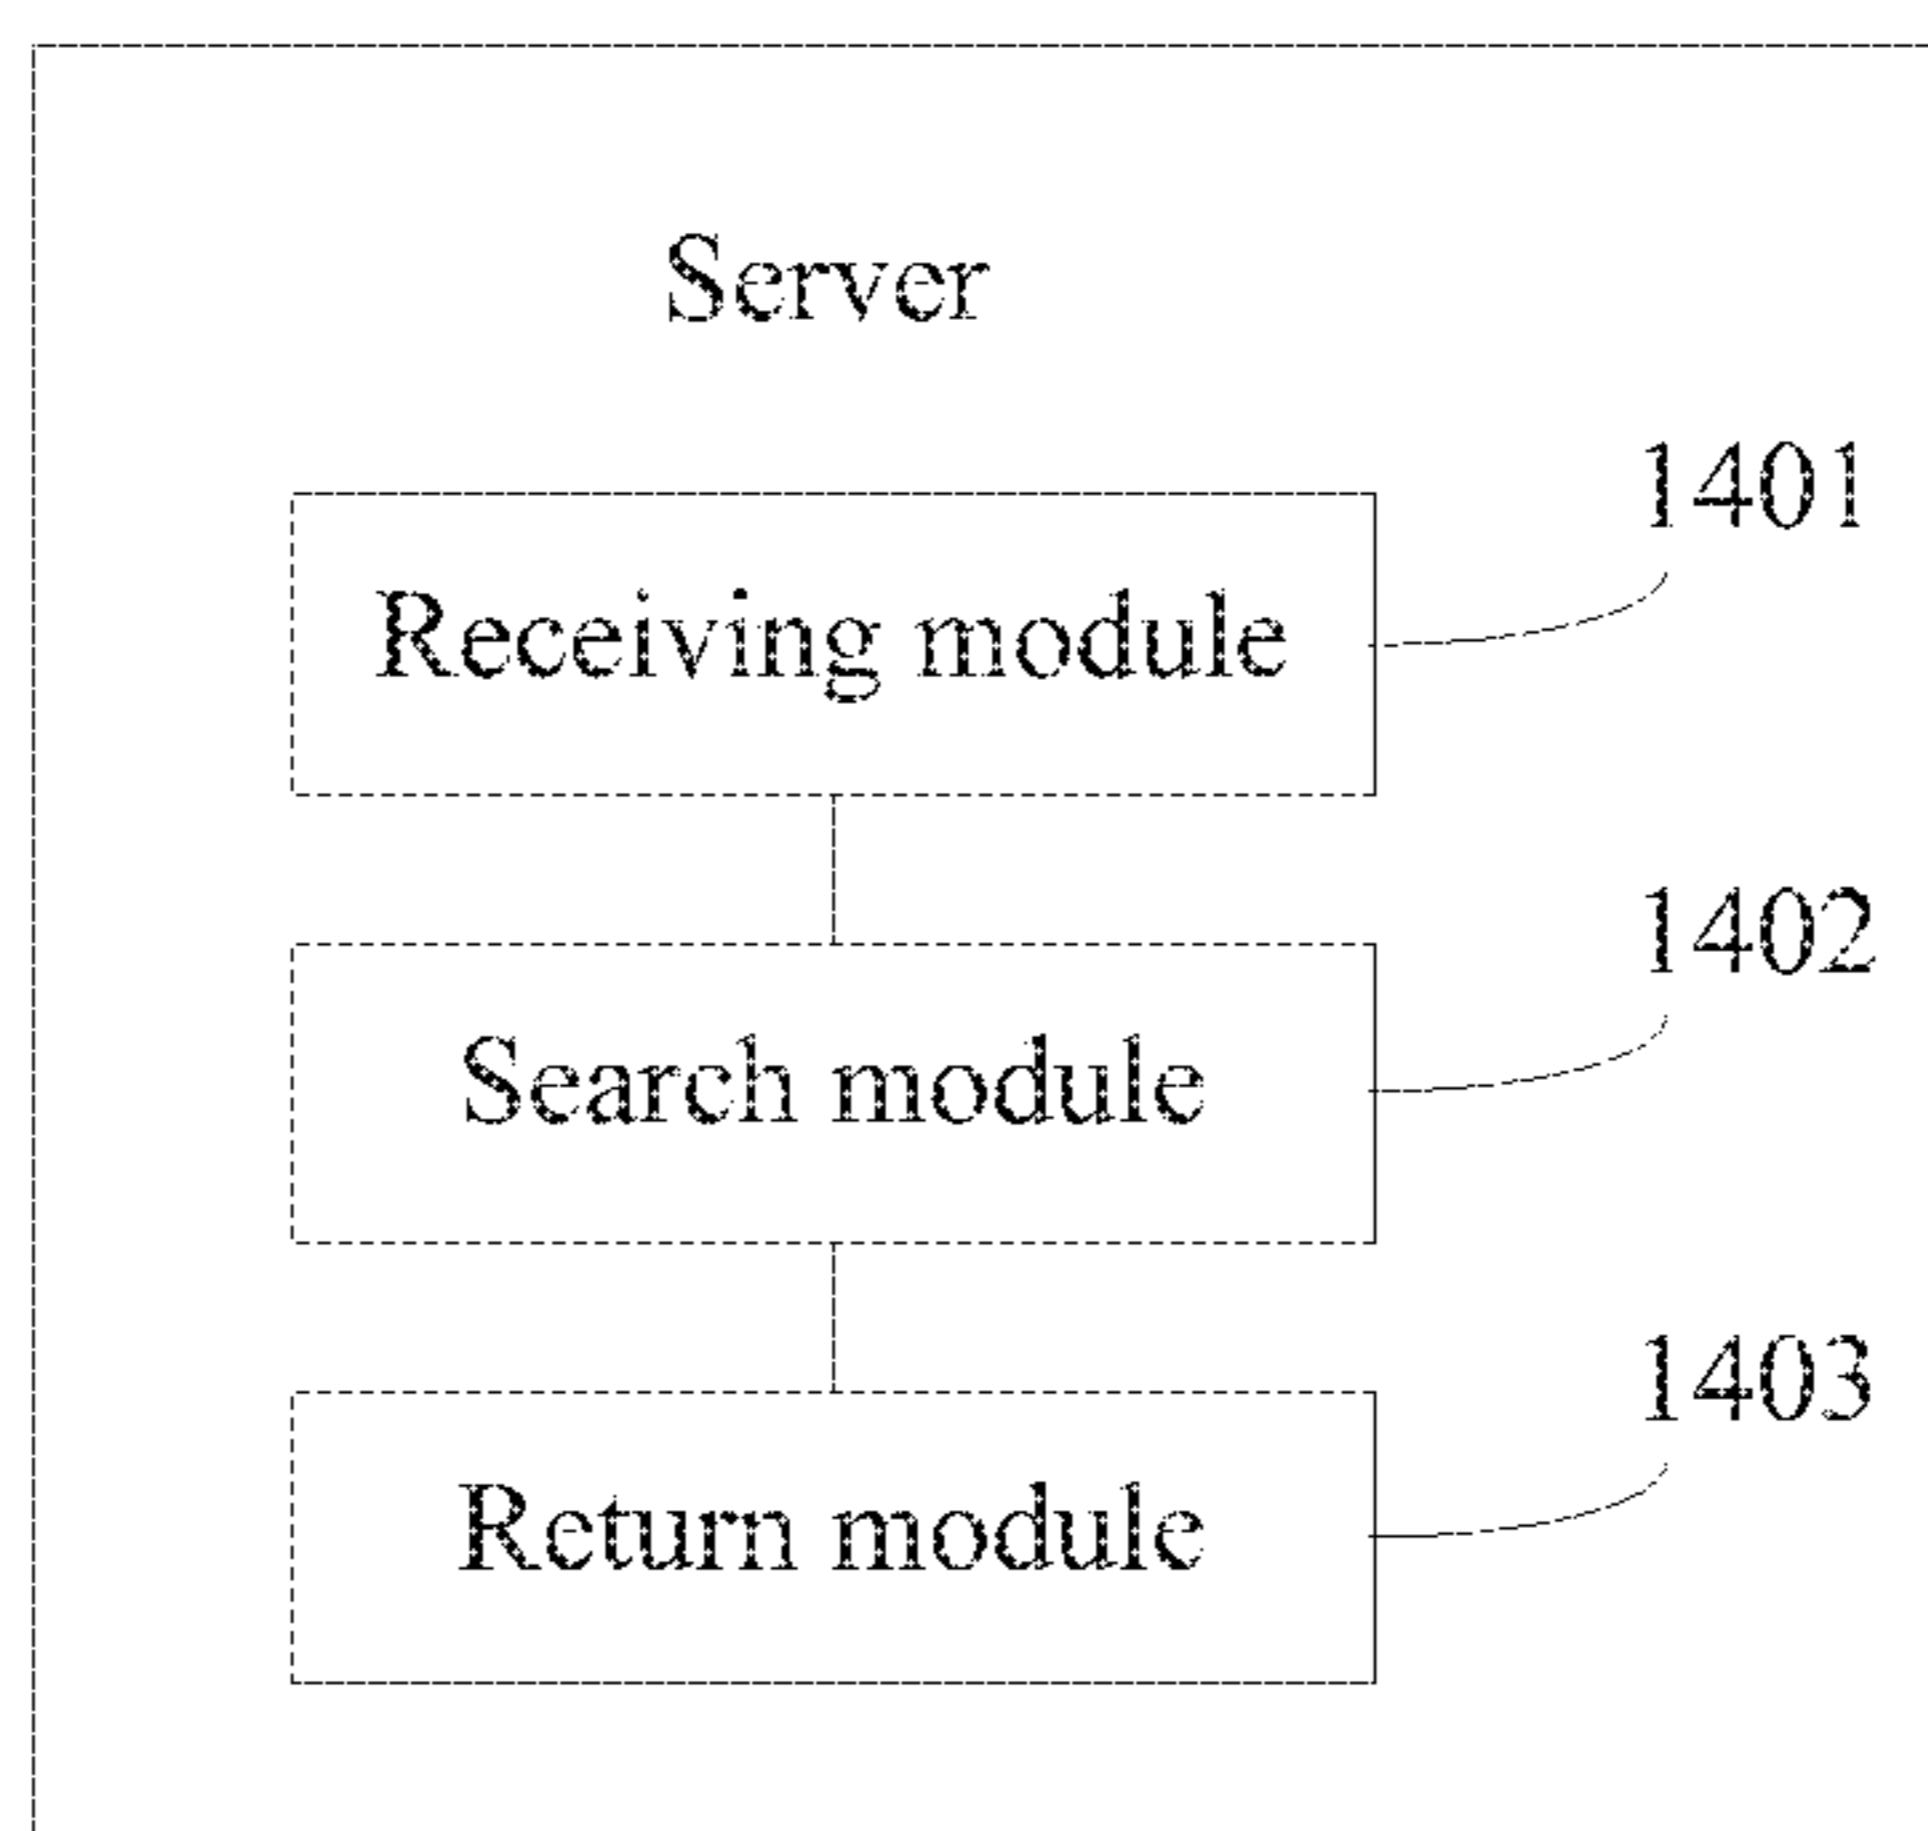 Server
1401
Receiving module
1402
Search module
1403
Return module